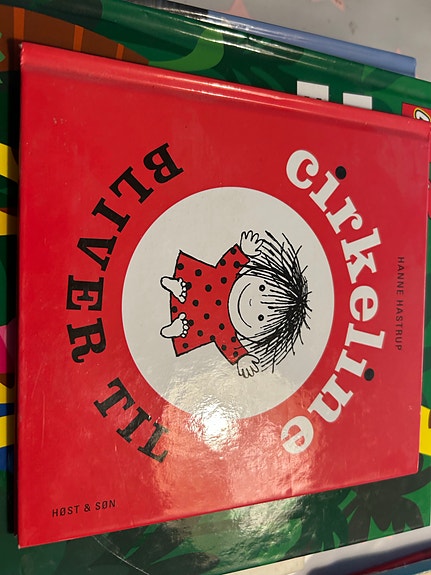 HANNE HASTRUP
cirkeline
BLIVER TIL
HØST & SØN